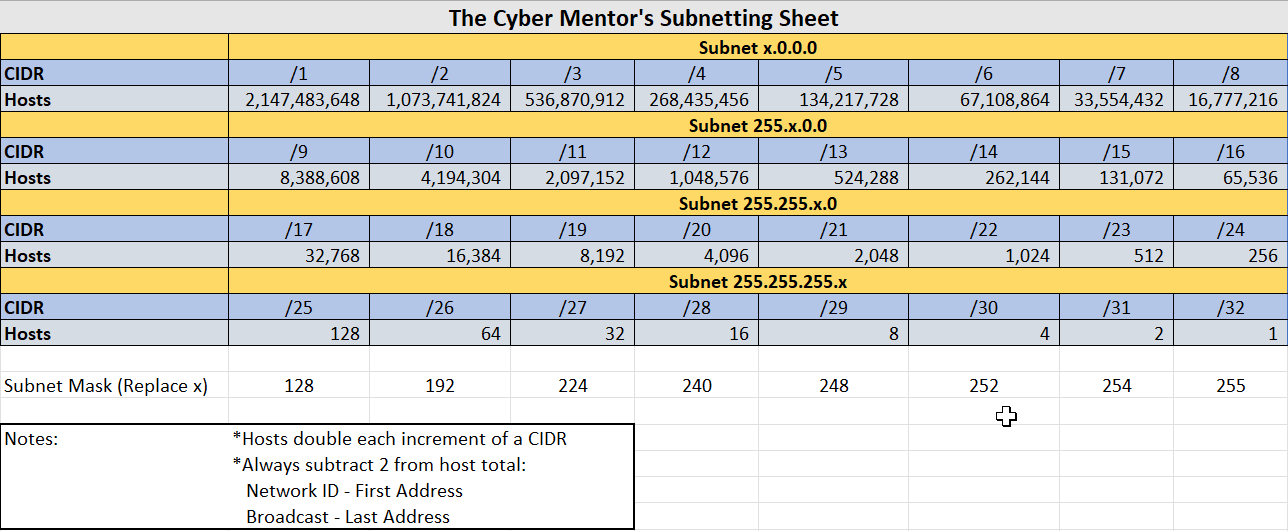 The Cyber Mentor's Subnetting Sheet
Subnet x.0.0.0
CIDR /1 /2 /3 /4 /5 /6 /7 /8
Hosts 2,147,483,648 1,073,741,824 536,870,912 268,435,456 134,217,728 67,108,864 33,554,432 16,777,216
Subnet 255.x.0.0
CIDR /9 /10 /11 /12 /13 /14 /15 /16
Hosts 8,388,608 4,194,304 2,097,152 1,048,576 524,288 262,144 131,072 65,536
Subnet 255.255.x.0
CIDR /17 /18 /19 /20 /21 /22 /23 /24
Hosts 32,768 16,384 8,192 4,096 2,048 1,024 512 256
Subnet 255.255.255.x
CIDR /25 /26 /27 /28 /29 /30 /31 /32
Hosts 128 64 32 16 8 4 2 1
Subnet Mask (Replace x) 128 192 224 240 248 252 254 255
Notes: *Hosts double each increment of a CIDR
*Always subtract 2 from host total:
Network ID - First Address
Broadcast - Last Address